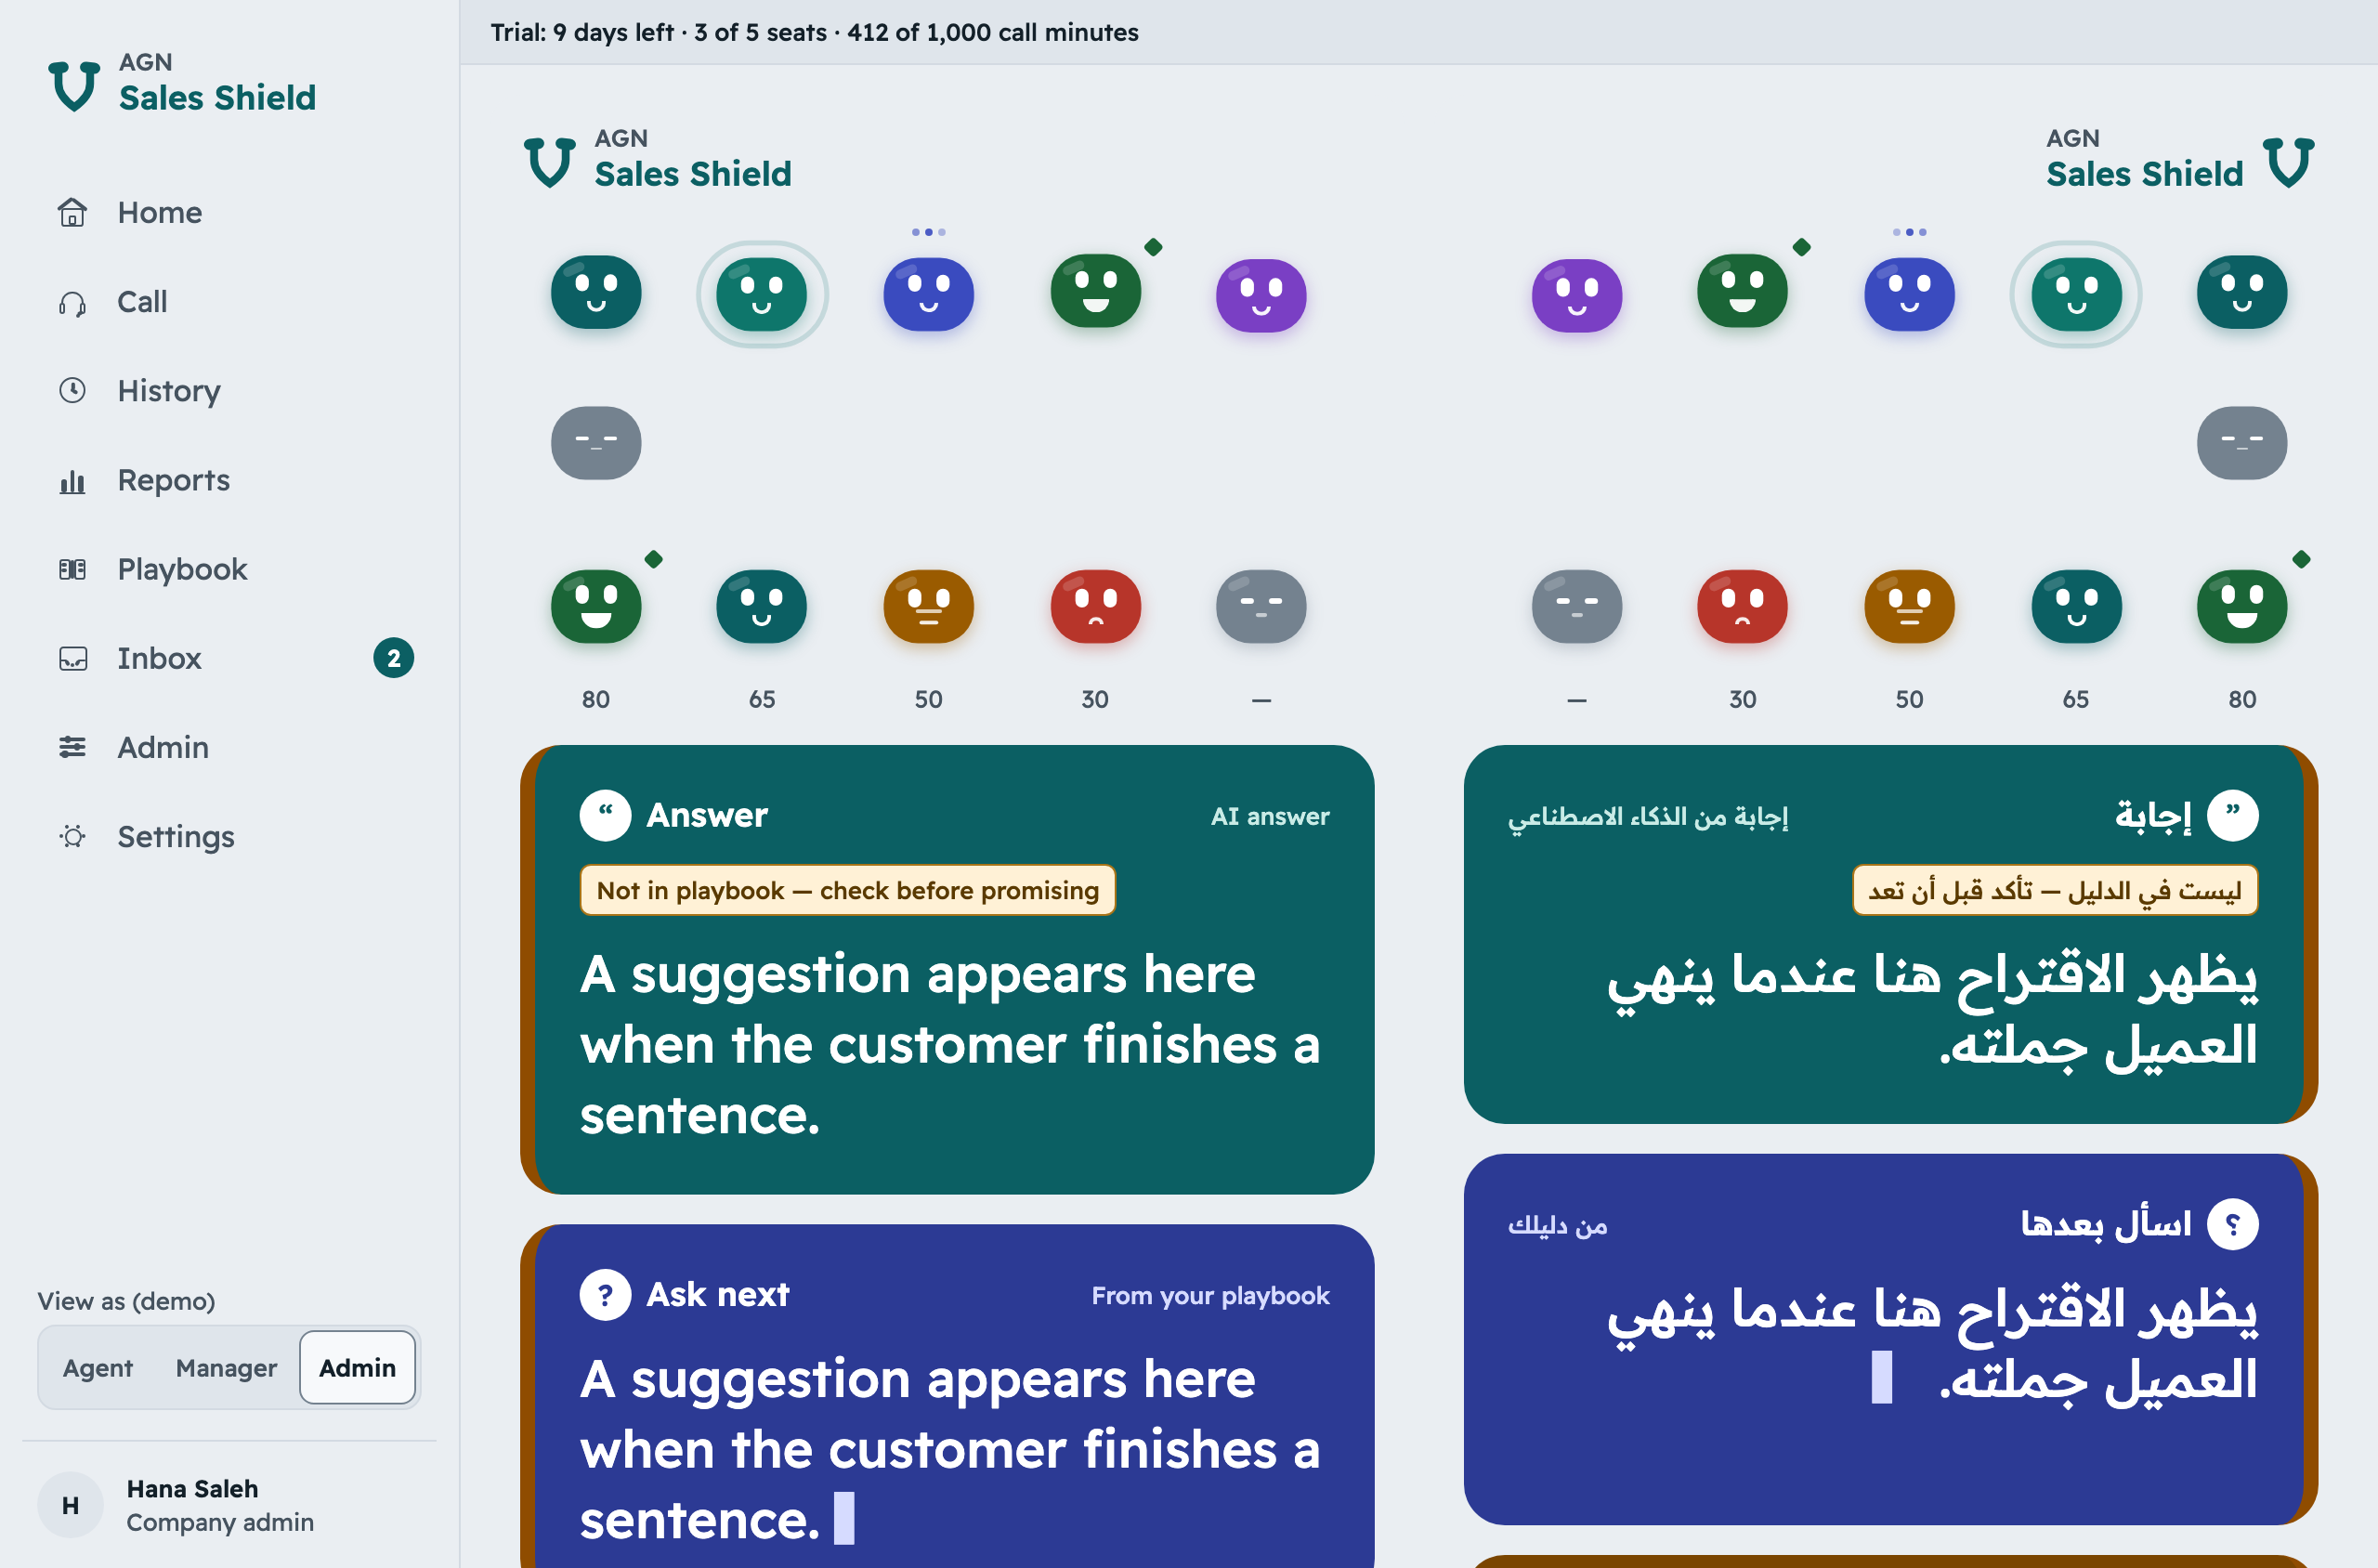 AGN
Sales Shield
Home
Call
History
Reports
Playbook
Inbox
2
Admin
Settings
View as (demo)
Agent
Manager
Admin
H
Hana Saleh
Company admin
Trial: 9 days left · 3 of 5 seats · 412 of 1,000 call minutes
AGN
Sales Shield
80
65
50
30
—
“
Answer
AI answer
Not in playbook — check before promising
A suggestion appears here
when the customer finishes a
sentence.
?
Ask next
From your playbook
A suggestion appears here
when the customer finishes a
sentence.
AGN
Sales Shield
—
30
50
65
80
”
إجابة
إجابة من الذكاء الاصطناعي
ليست في الدليل — تأكد قبل أن تعد
يظهر الاقتراح هنا عندما ينهي
العميل جملته.
؟
اسأل بعدها
من دليلك
يظهر الاقتراح هنا عندما ينهي
العميل جملته.